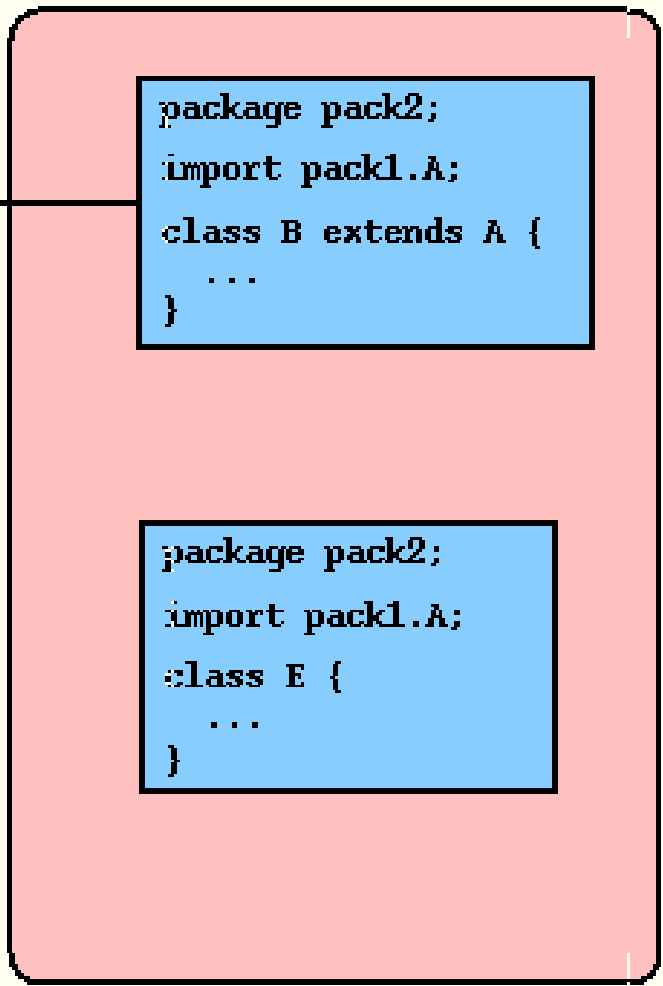 package pack2;
import pack1.A;
class B extends A {
...
}
package pack2;
import pack1.A;
class E {
...
}